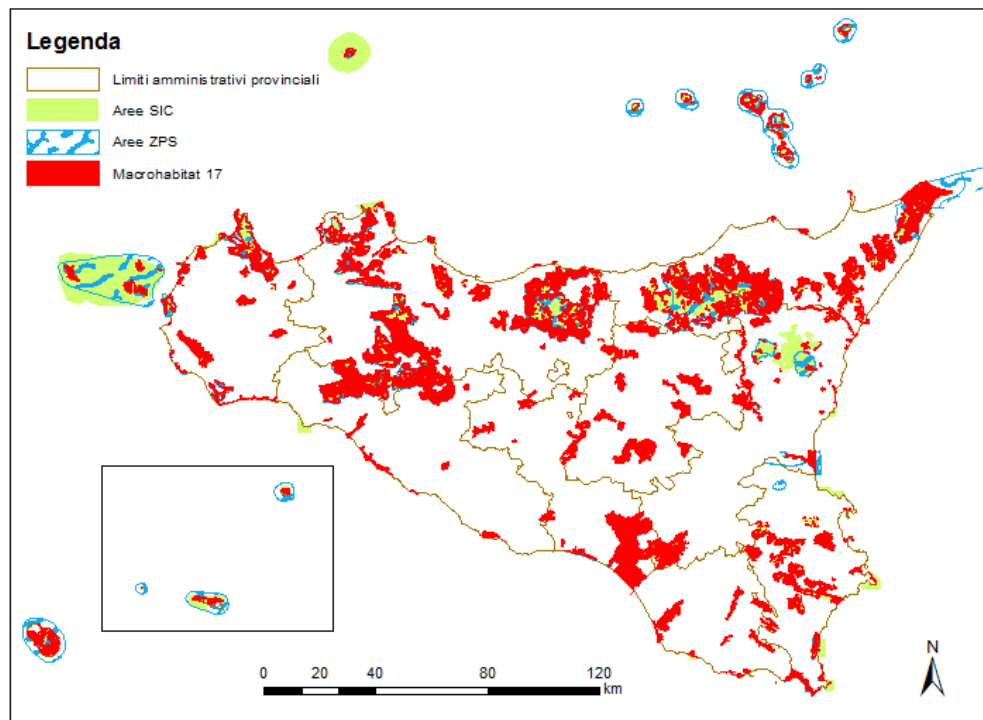 Legenda
Limiti amministrativi provinciali
Aree SIC
Aree ZPS
Macrohabitat 17
N
0 20 40 80 120
km